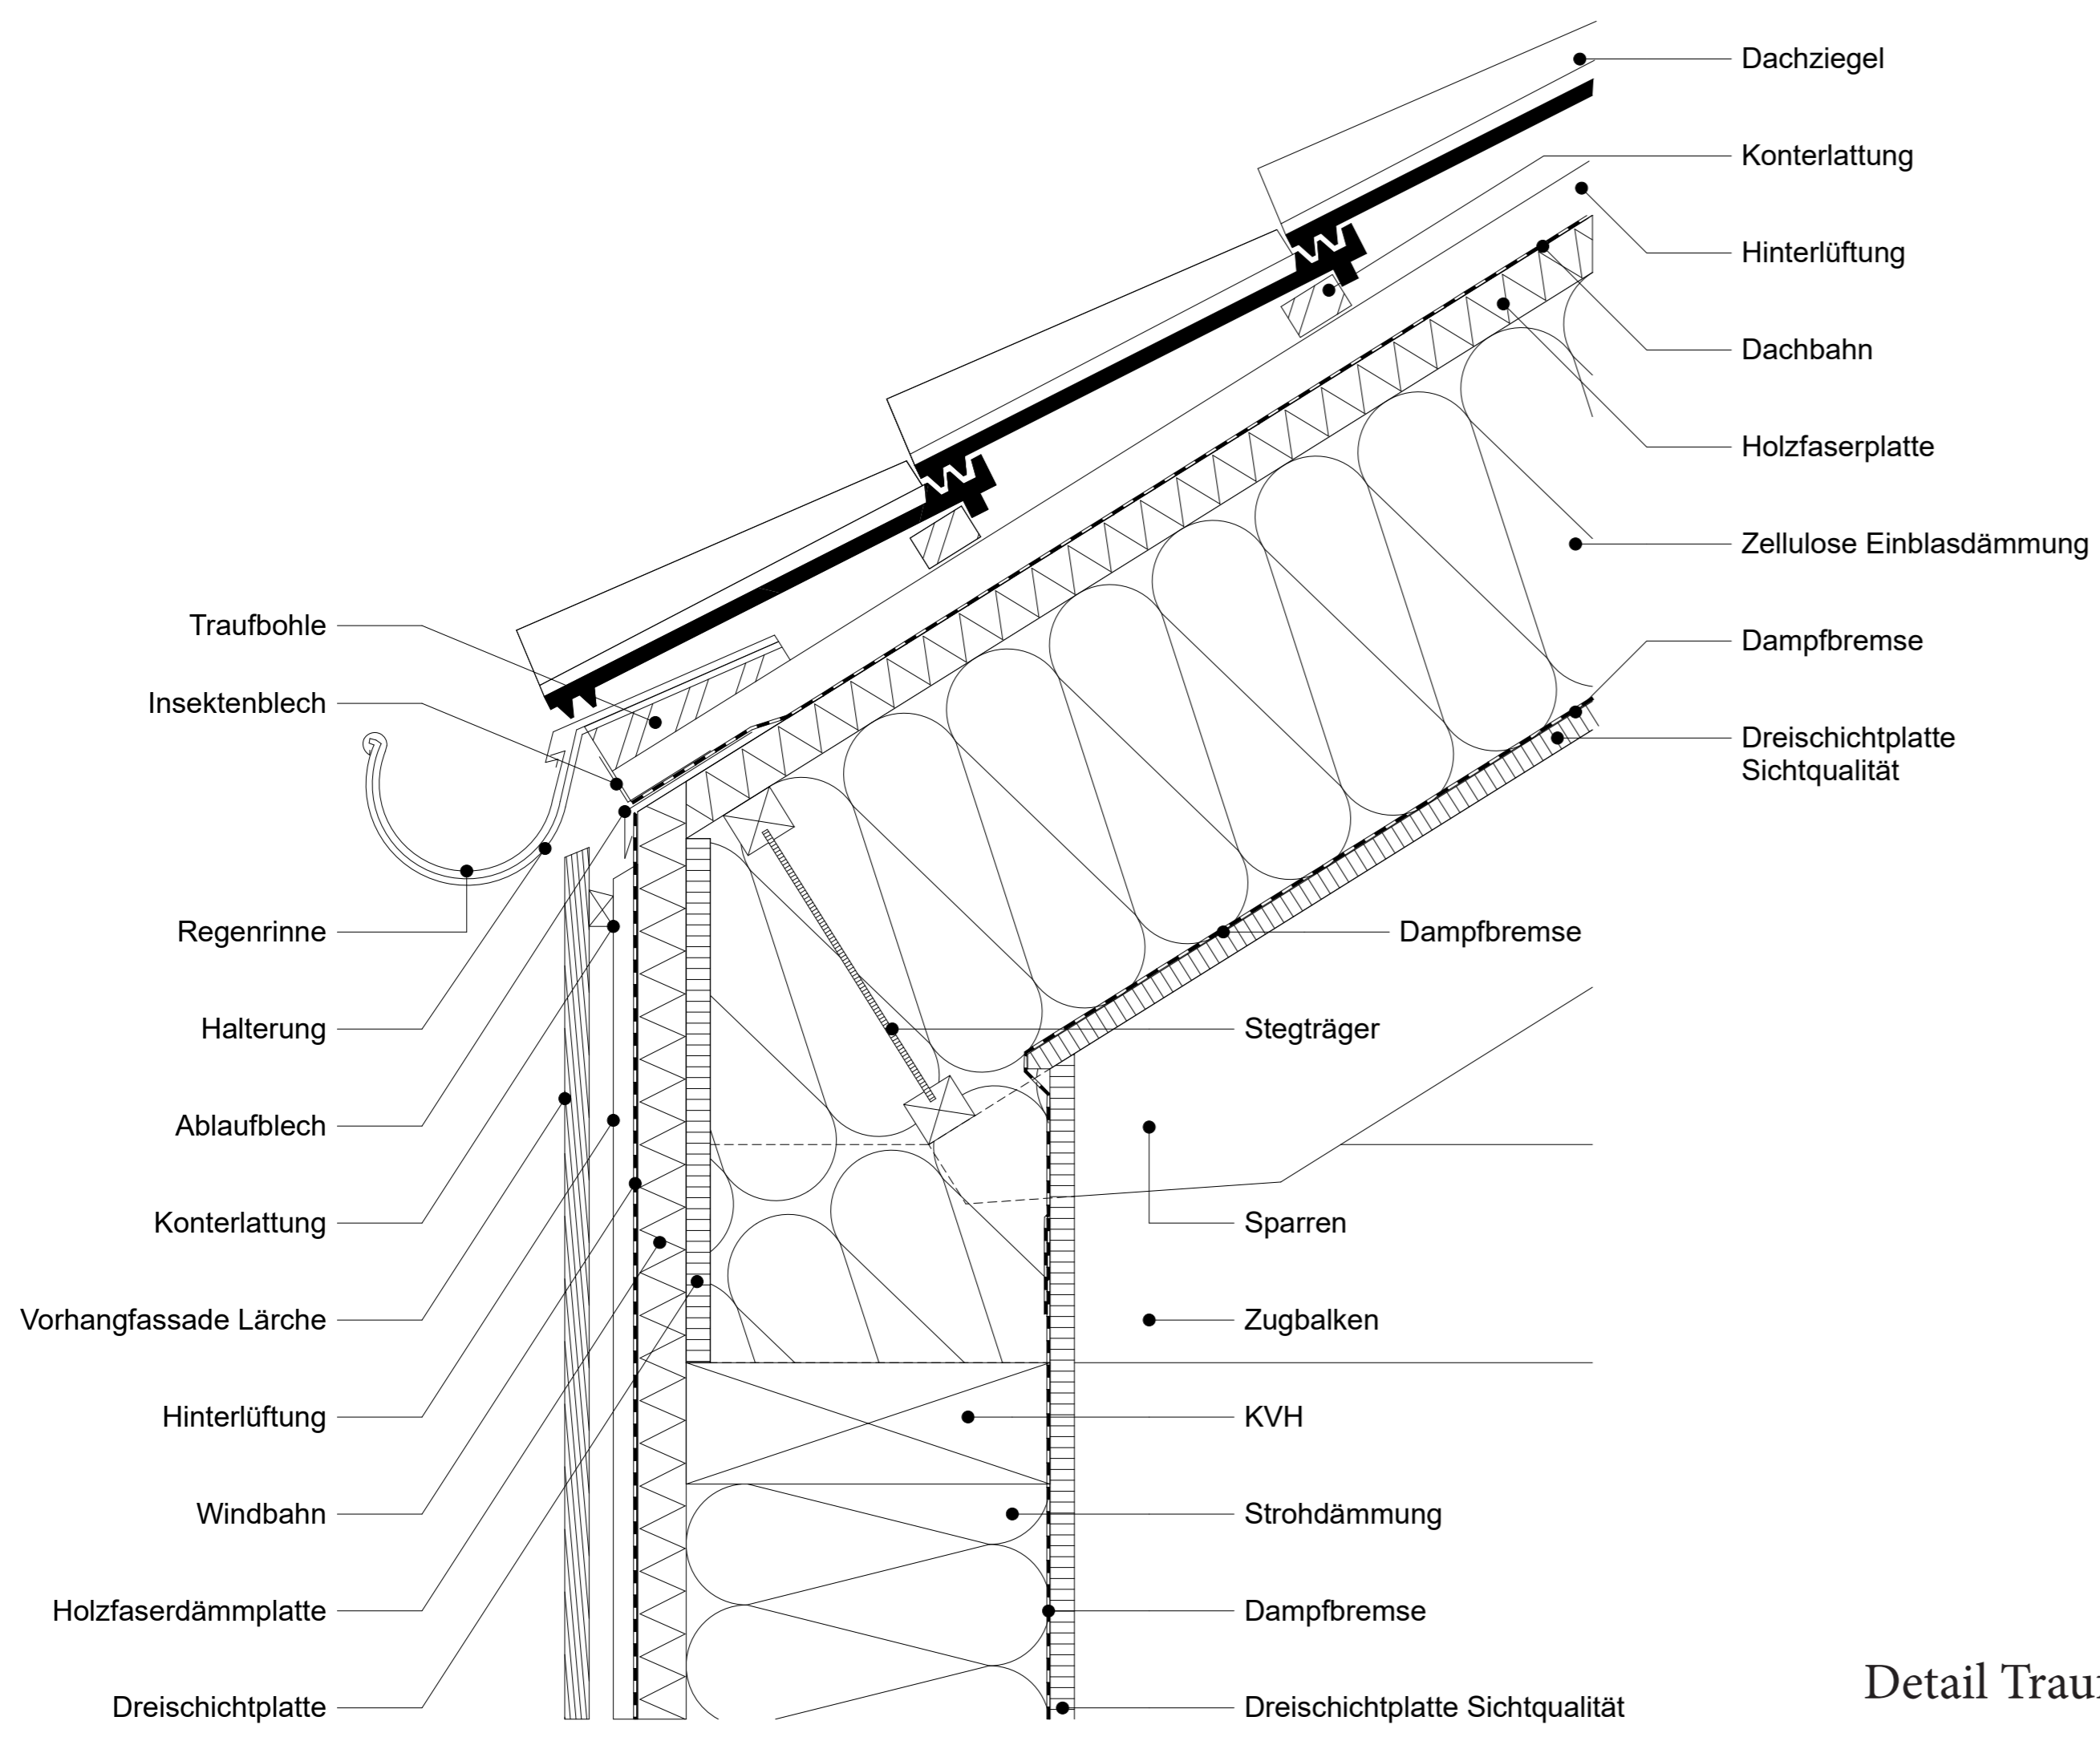 Dachziegel
Konterlattung
Hinterlüftung
Dachbahn
Holzfaserplatte
Zellulose Einblasdämmung
Dampfbremse
Dreischichtplatte
Sichtqualität
Traufbohle
Insektenblech
Regenrinne
Halterung
Ablaufblech
Konterlattung
Vorhangfassade Lärche
Hinterlüftung
Windbahn
Holzfaserdämmplatte
Dreischichtplatte
Dampfbremse
Stegträger
Sparren
Zugbalken
KVH
Strohdämmung
Dampfbremse
Dreischichtplatte Sichtqualität
Detail